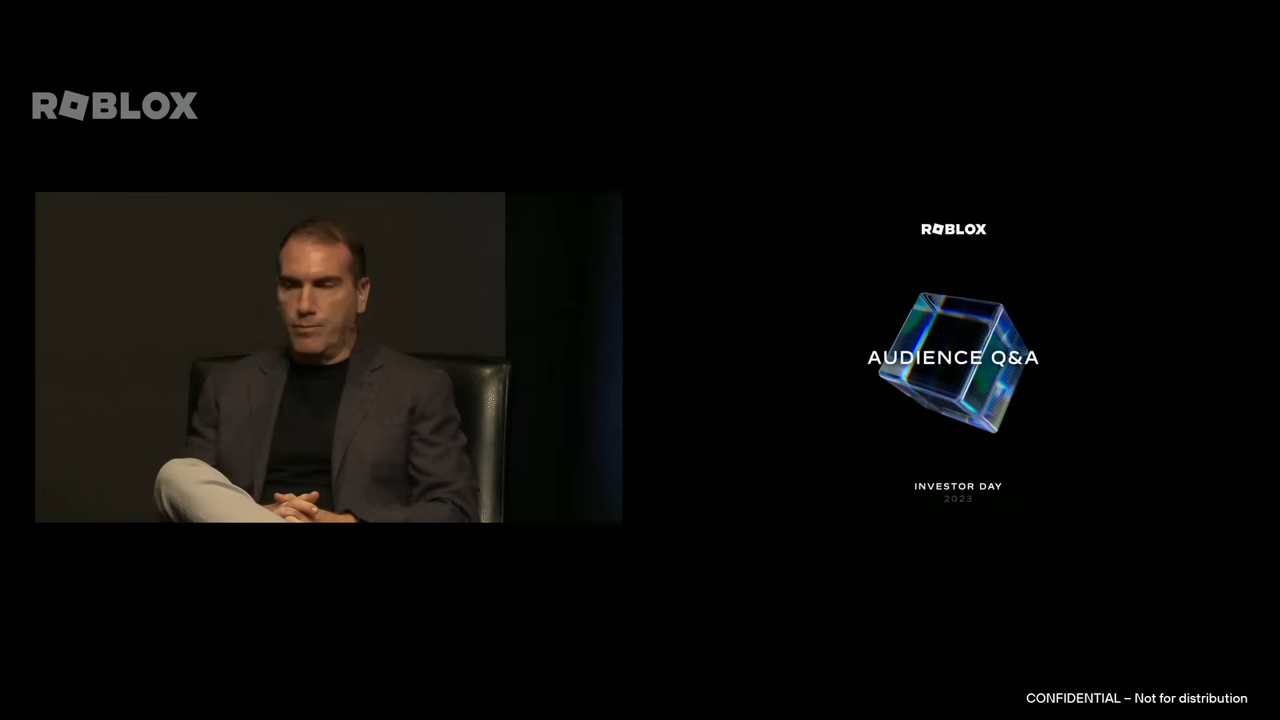 ROBLOX
ROBLOX
AUDIENCE Q&A
INVESTOR DAY
2023
CONFIDENTIAL – Not for distribution